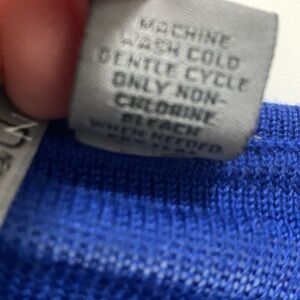 MACHINE
WASH COLD
GENTLE CYCLE
ONLY NON-
CHLORINE
BLEACH
WHEN NEEDED